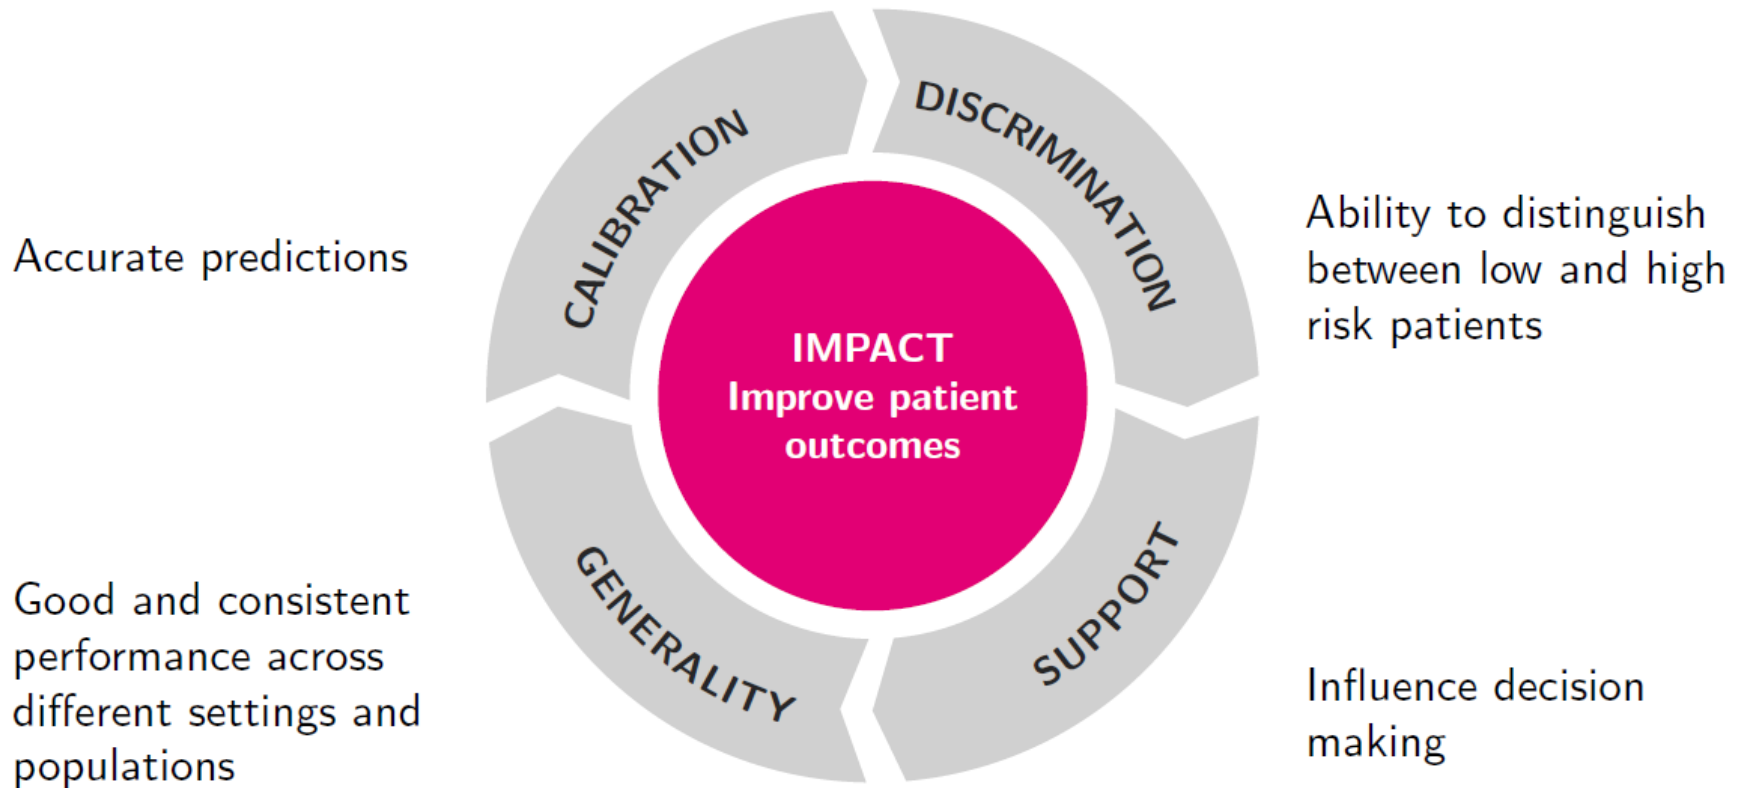 CALIBRATION
DISCRIMINATION
Accurate predictions
Ability to distinguish
between low and high
risk patients
IMPACT
Improve patient
outcomes
GENERALITY
SUPPORT
Good and consistent
performance across
different settings and
populations
Influence decision
making